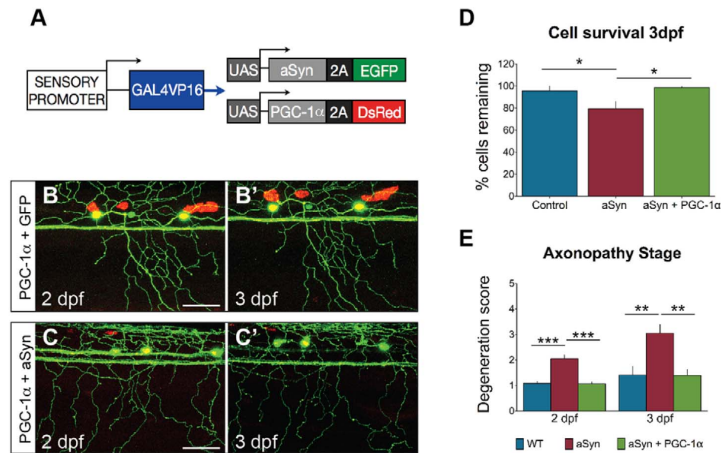 A
SENSORY
PROMOTER
GAL4VP16
UAS aSyn 2A EGFP
UAS PGC-1α 2A DsRed
PGC-1α + GFP
B
2 dpf
B'
3 dpf
PGC-1α + aSyn
C
2 dpf
C'
3 dpf
D
Cell survival 3dpf
% cells remaining
120
100
80
60
40
20
0
*
*
Control aSyn aSyn + PGC-1α
E
Axonopathy Stage
Degeneration score
5
4
3
2
1
0
*** ***
** **
2 dpf 3 dpf
WT aSyn aSyn + PGC-1α